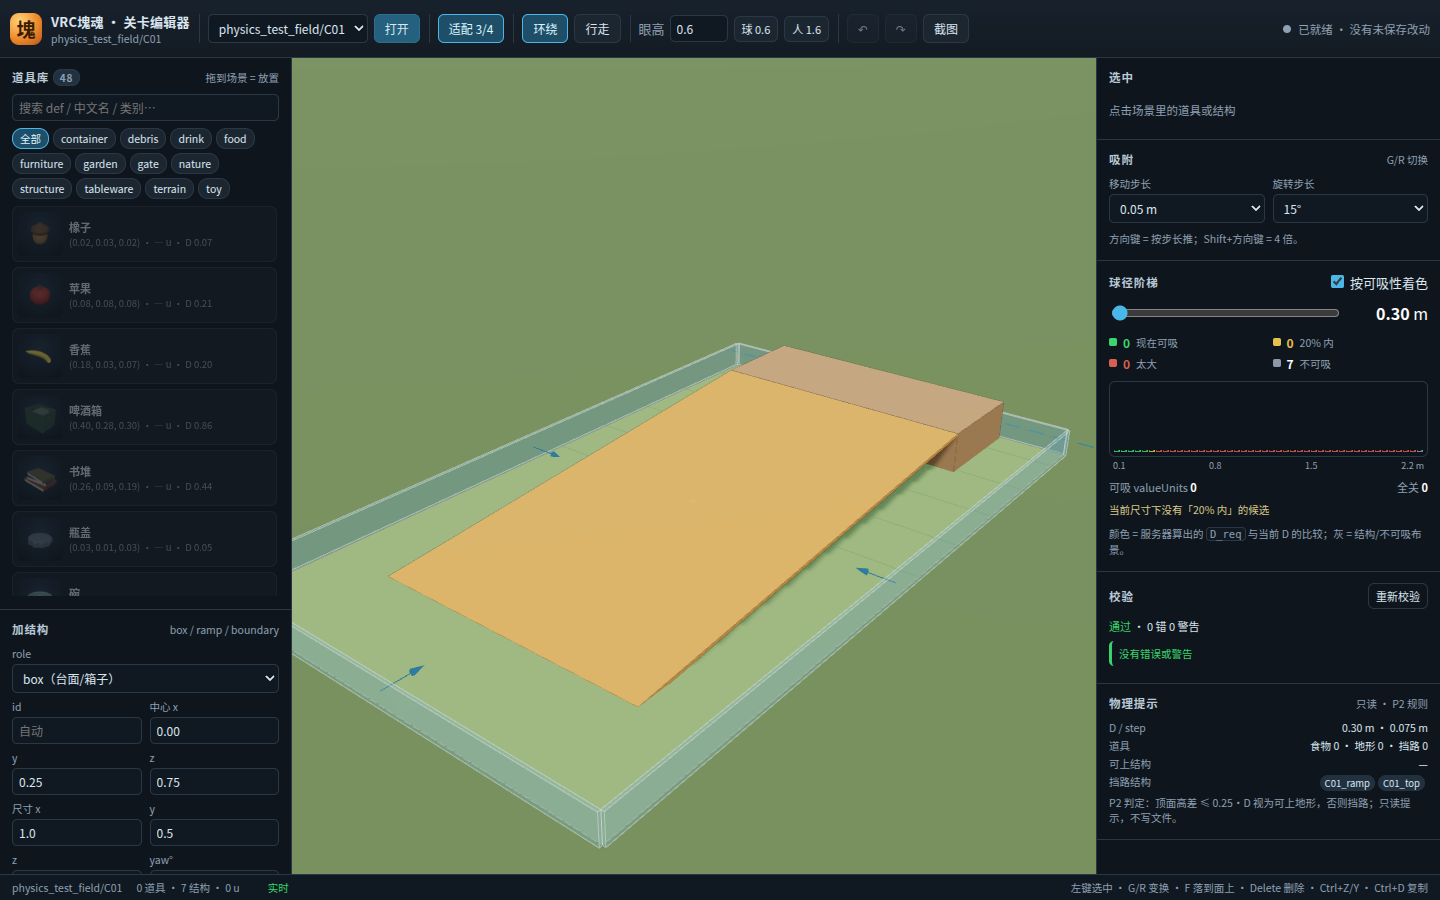 塊
VRC塊魂 · 关卡编辑器
physics_test_field/C01
physics_test_field/C01
打开
适配 3/4
环绕
行走
眼高
0.6
球 0.6
人 1.6
↶
↷
截图
已就绪 · 没有未保存改动
道具库 48
拖到场景 = 放置
搜索 def / 中文名 / 类别…
全部 container debris drink food
furniture garden gate nature
structure tableware terrain toy
橡子
(0.02, 0.03, 0.02) · — u · D 0.07
苹果
(0.08, 0.08, 0.08) · — u · D 0.21
香蕉
(0.18, 0.03, 0.07) · — u · D 0.20
啤酒箱
(0.40, 0.28, 0.30) · — u · D 0.86
书堆
(0.26, 0.09, 0.19) · — u · D 0.44
瓶盖
(0.03, 0.01, 0.03) · — u · D 0.05
碗
加结构
box / ramp / boundary
role
box（台面/箱子）
id
中心 x
自动
0.00
y
z
0.25
0.75
尺寸 x
y
1.0
0.5
z
yaw°
选中
点击场景里的道具或结构
吸附
G/R 切换
移动步长
旋转步长
0.05 m
15°
方向键 = 按步长推；Shift+方向键 = 4 倍。
球径阶梯
按可吸性着色
0.30 m
0 现在可吸
0 20% 内
0 太大
7 不可吸
0.1 0.8 1.5 2.2 m
可吸 valueUnits 0
全关 0
当前尺寸下没有「20% 内」的候选
颜色 = 服务器算出的 D_req 与当前 D 的比较；灰 = 结构/不可吸布
景。
校验
重新校验
通过 · 0 错 0 警告
没有错误或警告
物理提示
只读 · P2 规则
D / step
0.30 m · 0.075 m
道具
食物 0 · 地形 0 · 挡路 0
可上结构
—
挡路结构
C01_ramp C01_top
P2 判定：顶面高差 ≤ 0.25·D 视为可上地形，否则挡路；只读提
示，不写文件。
physics_test_field/C01 0 道具 · 7 结构 · 0 u 实时
左键选中 · G/R 变换 · F 落到面上 · Delete 删除 · Ctrl+Z/Y · Ctrl+D 复制